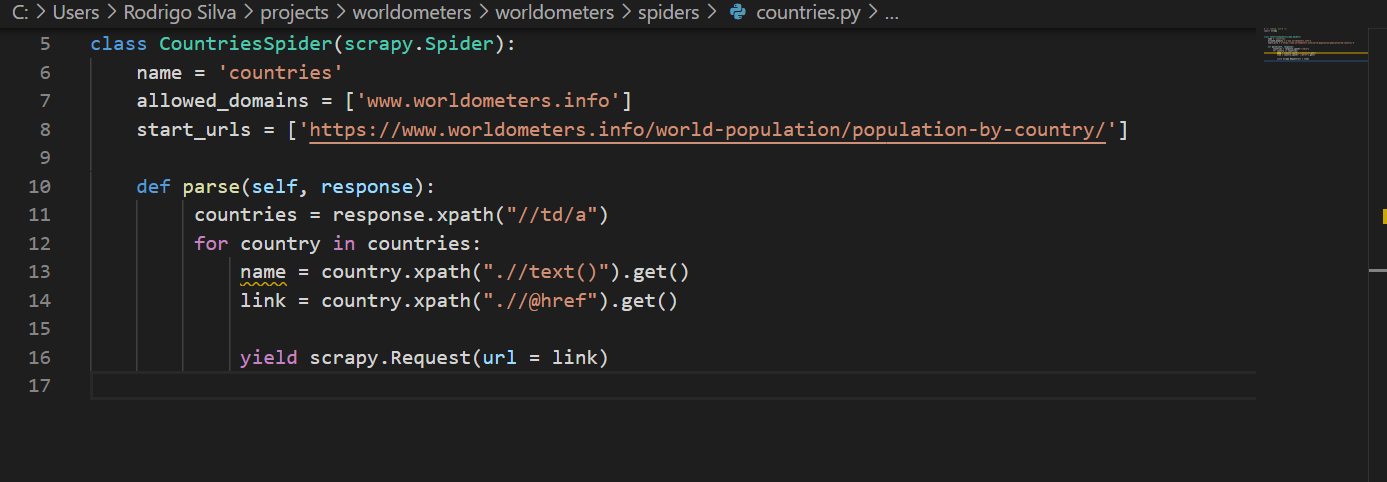 C: > Users > Rodrigo Silva > projects > worldometers > worldometers > spiders > countries.py > ...
5 class CountriesSpider(scrapy.Spider):
6     name = 'countries'
7     allowed_domains = ['www.worldometers.info']
8     start_urls = ['https://www.worldometers.info/world-population/population-by-country/']
9
10     def parse(self, response):
11         countries = response.xpath("//td/a")
12         for country in countries:
13             name = country.xpath(".//text()").get()
14             link = country.xpath(".//@href").get()
15
16             yield scrapy.Request(url = link)
17